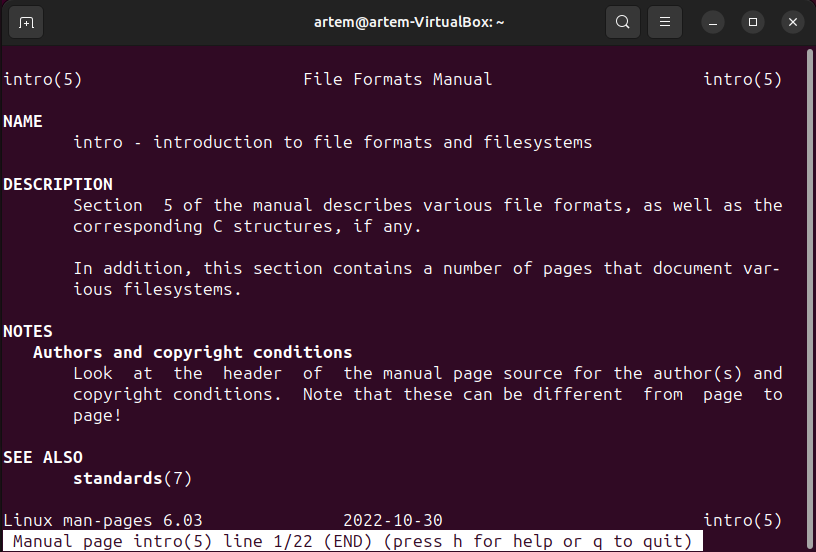 artem@artem-VirtualBox: ~
intro(5) File Formats Manual intro(5)
NAME
intro - introduction to file formats and filesystems
DESCRIPTION
Section 5 of the manual describes various file formats, as well as the
corresponding C structures, if any.
In addition, this section contains a number of pages that document var-
ious filesystems.
NOTES
Authors and copyright conditions
Look at the header of the manual page source for the author(s) and
copyright conditions. Note that these can be different from page to
page!
SEE ALSO
standards(7)
Linux man-pages 6.03 2022-10-30 intro(5)
Manual page intro(5) line 1/22 (END) (press h for help or q to quit)